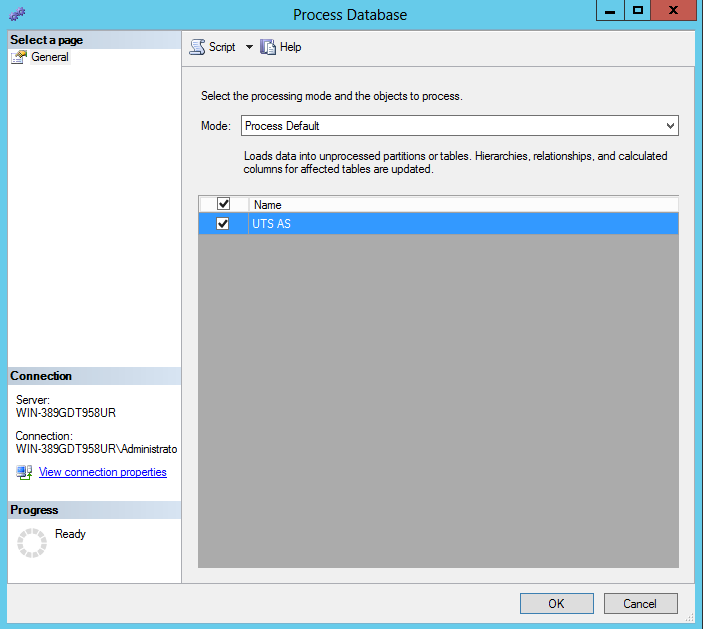 Process Database
Select a page
General
Script
Help
Select the processing mode and the objects to process.
Mode:
Process Default
Loads data into unprocessed partitions or tables. Hierarchies, relationships, and calculated
columns for affected tables are updated.
Name
UTS AS
Connection
Server:
WIN-389GDT958UR
Connection:
WIN-389GDT958UR\Administrato
View connection properties
Progress
Ready
OK
Cancel